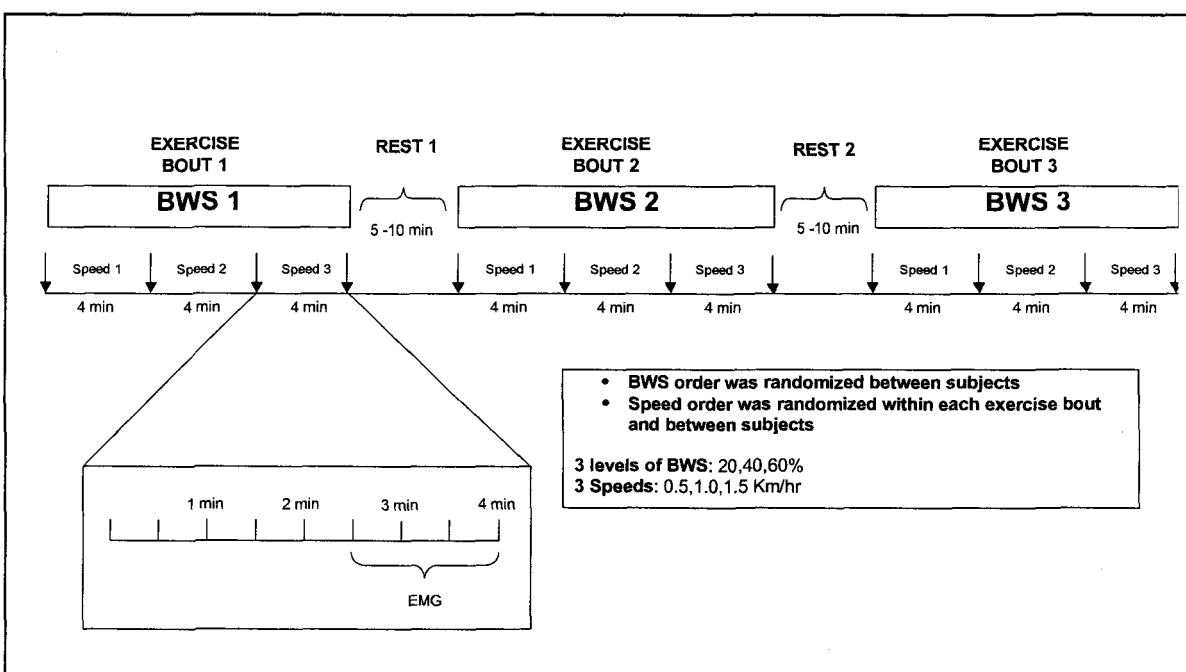 EXERCISE
BOUT 1
REST 1
EXERCISE
BOUT 2
REST 2
EXERCISE
BOUT 3
BWS 1
5 -10 min
BWS 2
5 -10 min
BWS 3
Speed 1
Speed 2
Speed 3
Speed 1
Speed 2
Speed 3
Speed 1
Speed 2
Speed 3
4 min
4 min
4 min
4 min
4 min
4 min
4 min
4 min
4 min
• BWS order was randomized between subjects
• Speed order was randomized within each exercise bout
and between subjects
3 levels of BWS: 20,40,60%
3 Speeds: 0.5,1.0,1.5 Km/hr
1 min
2 min
3 min
4 min
EMG